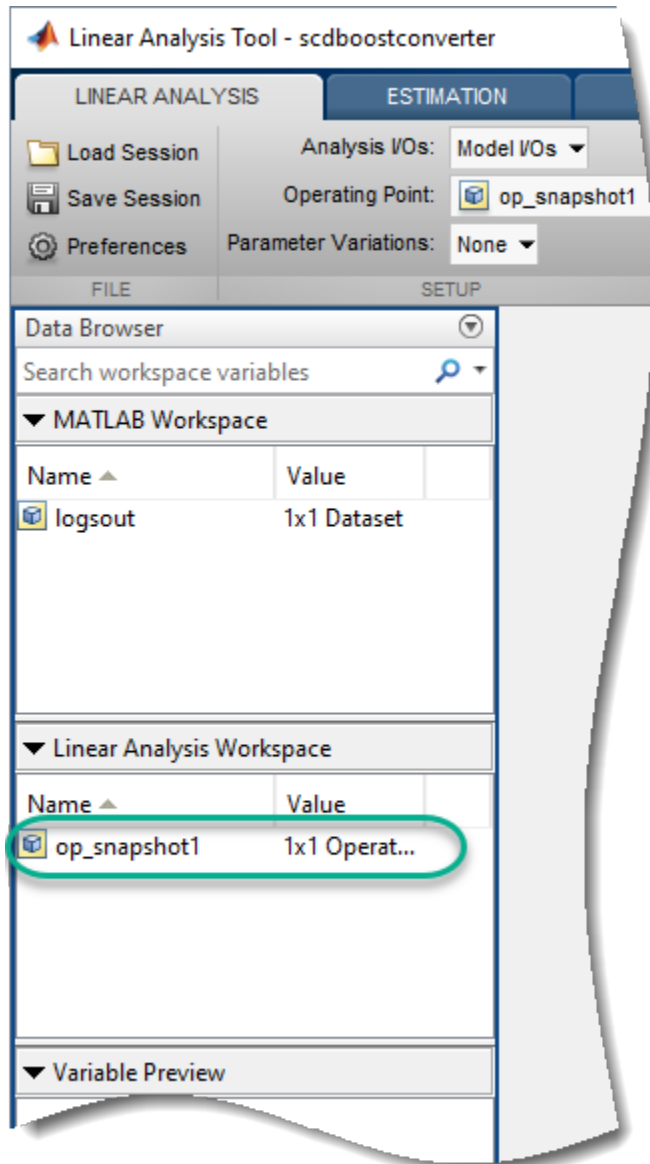 Linear Analysis Tool - scdboostconverter
LINEAR ANALYSIS ESTIMATION
Load Session Analysis I/Os: Model I/Os
Save Session Operating Point: op_snapshot1
Preferences Parameter Variations: None
FILE SETUP
Data Browser
Search workspace variables
MATLAB Workspace
Name Value
logsout 1x1 Dataset
Linear Analysis Workspace
Name Value
op_snapshot1 1x1 Operat...
Variable Preview